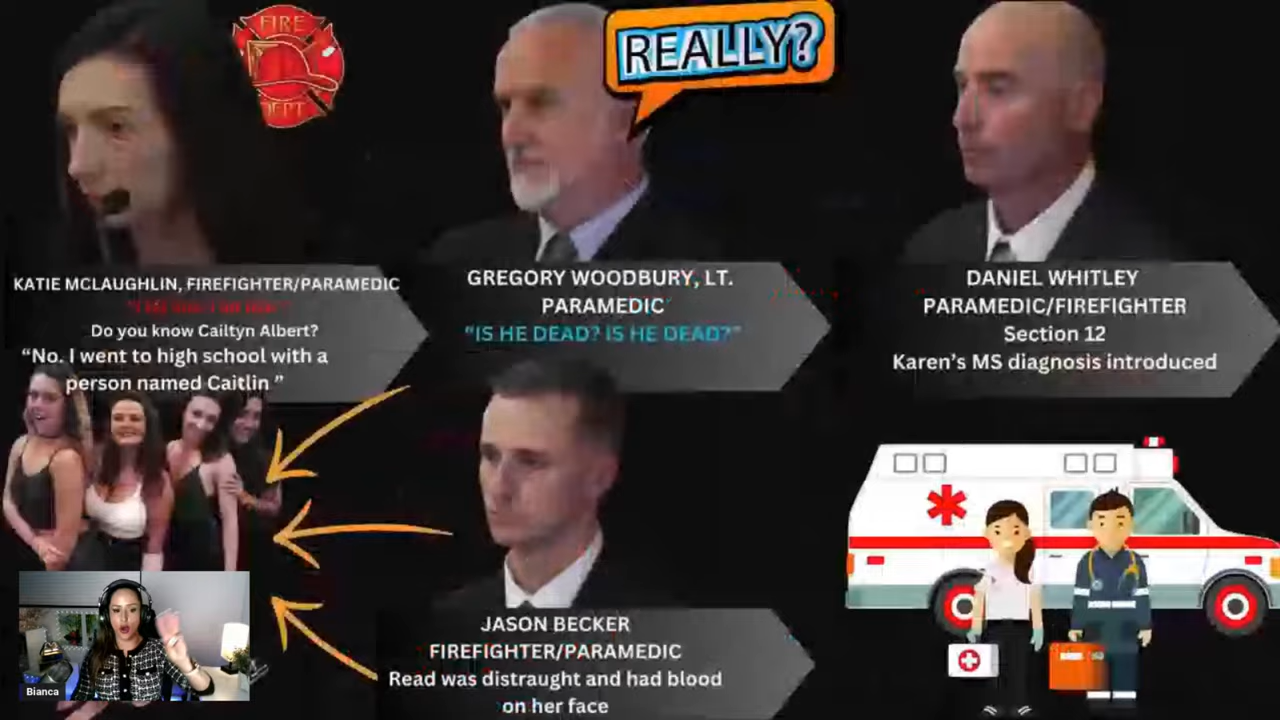 FIRE
DEPT
REALLY?
KATIE MCLAUGHLIN, FIREFIGHTER/PARAMEDIC
Do you know Cailtyn Albert?
“No. I went to high school with a
person named Caitlin ”
GREGORY WOODBURY, LT.
PARAMEDIC
“IS HE DEAD? IS HE DEAD?”
DANIEL WHITLEY
PARAMEDIC/FIREFIGHTER
Section 12
Karen’s MS diagnosis introduced
JASON BECKER
FIREFIGHTER/PARAMEDIC
Read was distraught and had blood
on her face
Bianca